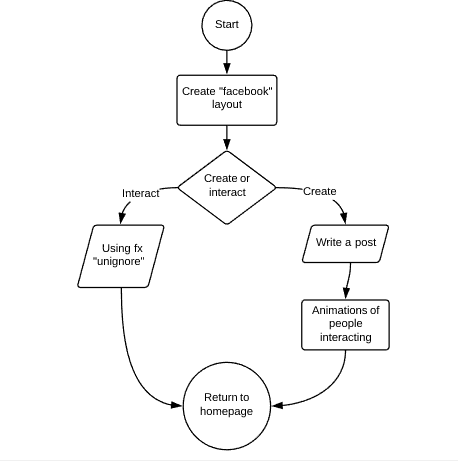 Start
Create "facebook"
layout
Create or
interact
Interact
Create
Using fx
"unignore"
Write a post
Animations of
people
interacting
Return to
homepage